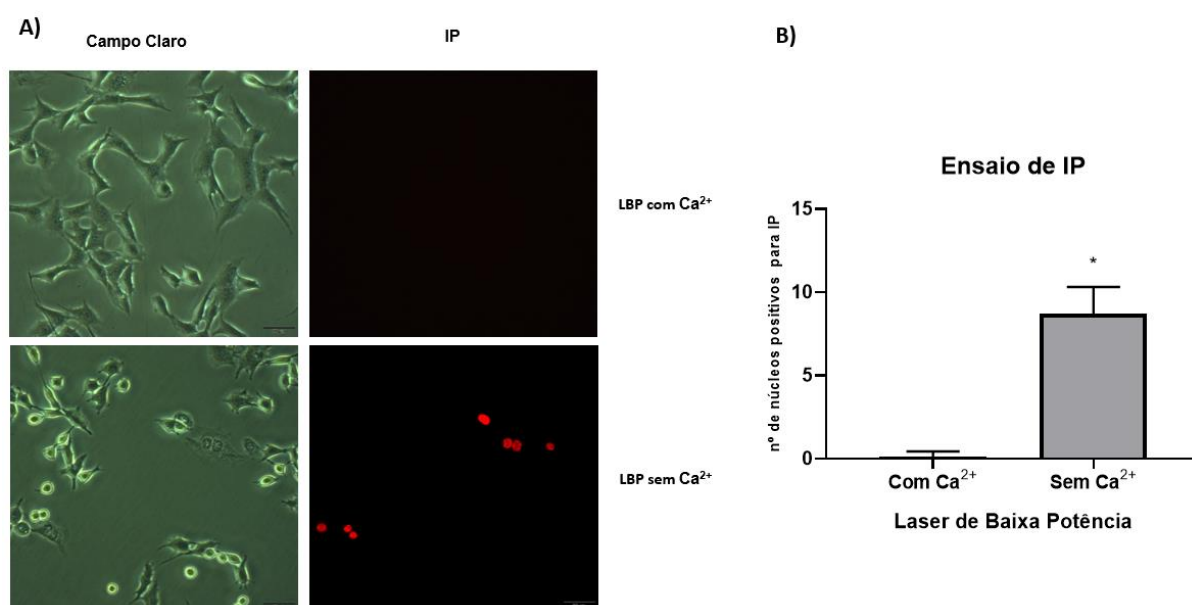 A)
Campo Claro
IP
LBP com Ca²⁺
LBP sem Ca²⁺
B)
Ensaio de IP
nº de núcleos positivos para IP
15
10
5
0
*
Com Ca²⁺
Sem Ca²⁺
Laser de Baixa Potência